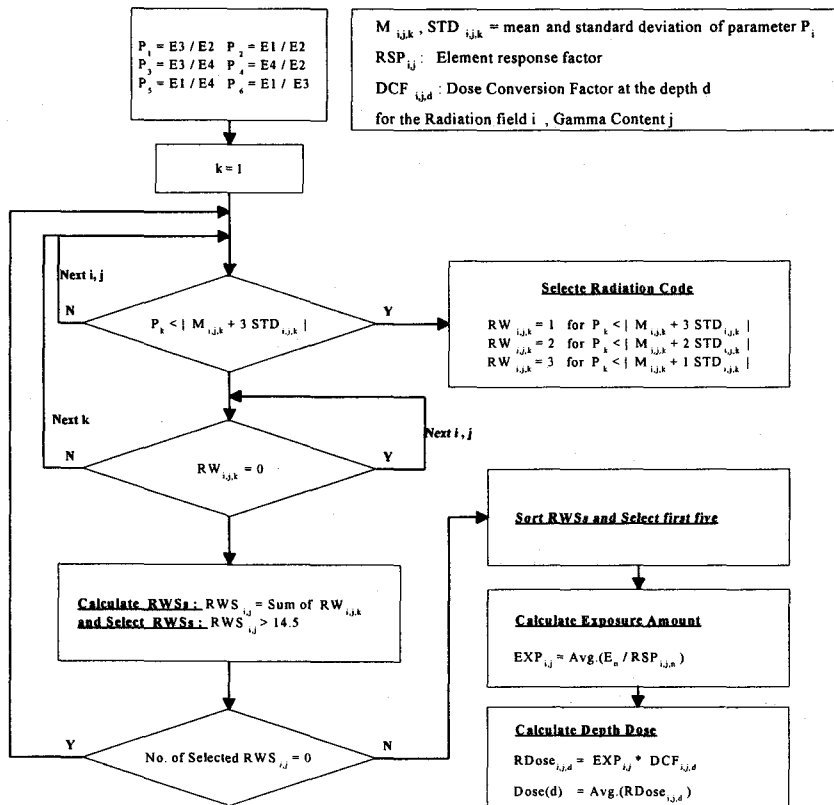 P1 = E3 / E2 P2 = E1 / E2
P3 = E3 / E4 P4 = E4 / E2
P5 = E1 / E4 P6 = E1 / E3
M i,j,k , STD i,j,k = mean and standard deviation of parameter Pi
RSP i,j : Element response factor
DCF i,j,d : Dose Conversion Factor at the depth d
for the Radiation field i , Gamma Content j
k = 1
Next i, j
N
Y
Pk < | M i,j,k + 3 STD i,j,k |
Selecte Radiation Code
RW i,j,k = 1 for Pk < | M i,j,k + 3 STD i,j,k |
RW i,j,k = 2 for Pk < | M i,j,k + 2 STD i,j,k |
RW i,j,k = 3 for Pk < | M i,j,k + 1 STD i,j,k |
Next k
Next i , j
N
Y
RW i,j,k = 0
Sort RWSs and Select first five
Calculate RWSs : RWS i,j = Sum of RW i,j,k
and Select RWSs : RWS i,j > 14.5
Calculate Exposure Amount
EXP i,j = Avg.(En / RSP i,j,n )
Y
N
No. of Selected RWS i,j = 0
Calculate Depth Dose
RDose i,j,d = EXP i,j * DCF i,j,d
Dose(d) = Avg.(RDose i,j,d )